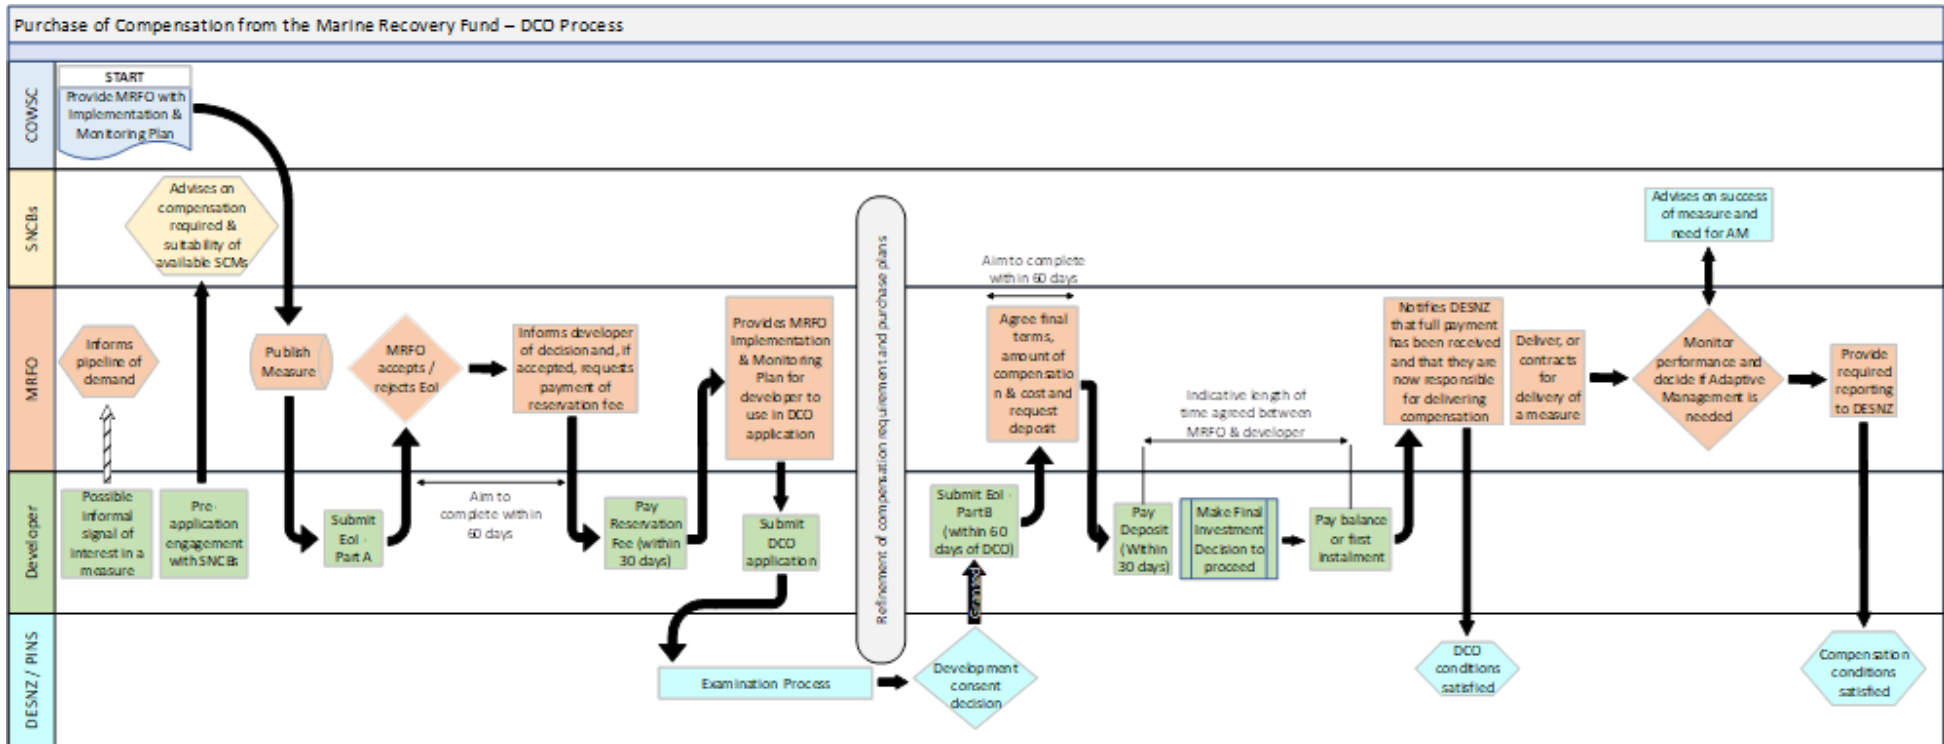 Purchase of Compensation from the Marine Recovery Fund – DCO Process
COWSC
START
Provide MRFO with
Implementation &
Monitoring Plan
SNCBs
Advises on
compensation
required &
suitability of
available SCMs
Advises on success
of measure and
need for AM
MRFO
Informs
pipeline of
demand
Publish
Measure
MRFO
accepts /
rejects EoI
Informs developer
of decision and, if
accepted, requests
payment of
reservation fee
Provides MRFO
Implementation
& Monitoring
Plan for
developer to
use in DCO
application
Refinement of compensation requirement and purchase plans
Aim to complete
within 60 days
Agree final
terms,
amount of
compensatio
n & cost and
request
deposit
Indicative length of
time agreed between
MRFO & developer
Notifies DESNZ
that full payment
has been received
and that they are
now responsible
for delivering
compensation
Deliver, or
contracts
for
delivery of
a measure
Monitor
performance and
decide if Adaptive
Management is
needed
Provide
required
reporting
to DESNZ
Developer
Possible
informal
signal of
interest in a
measure
Pre-
application
engagement
with SNCBs
Submit
EoI -
Part A
Aim to
complete within
60 days
Pay
Reservation
Fee (within
30 days)
Submit
DCO
application
Submit EoI -
Part B
(within 60
days of DCO)
Granted
Pay
Deposit
(Within
30 days)
Make Final
Investment
Decision to
proceed
Pay balance
or first
instalment
DESNZ / PINS
Examination Process
Development
consent
decision
DCO
conditions
satisfied
Compensation
conditions
satisfied